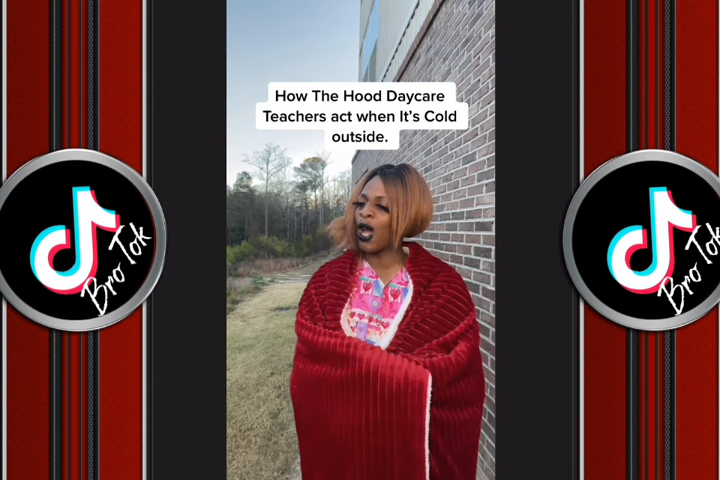 How The Hood Daycare
Teachers act when It's Cold
outside.
Bro Tok
Bro Tok